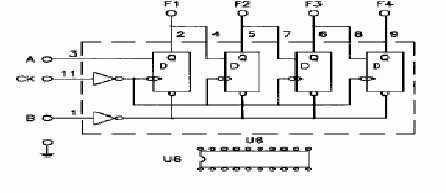 F1 F2 F3 F4
2 4 5 7 6 8 9
A 3
Q Q Q Q
D D D D
CK 11
B 1
U6
U6